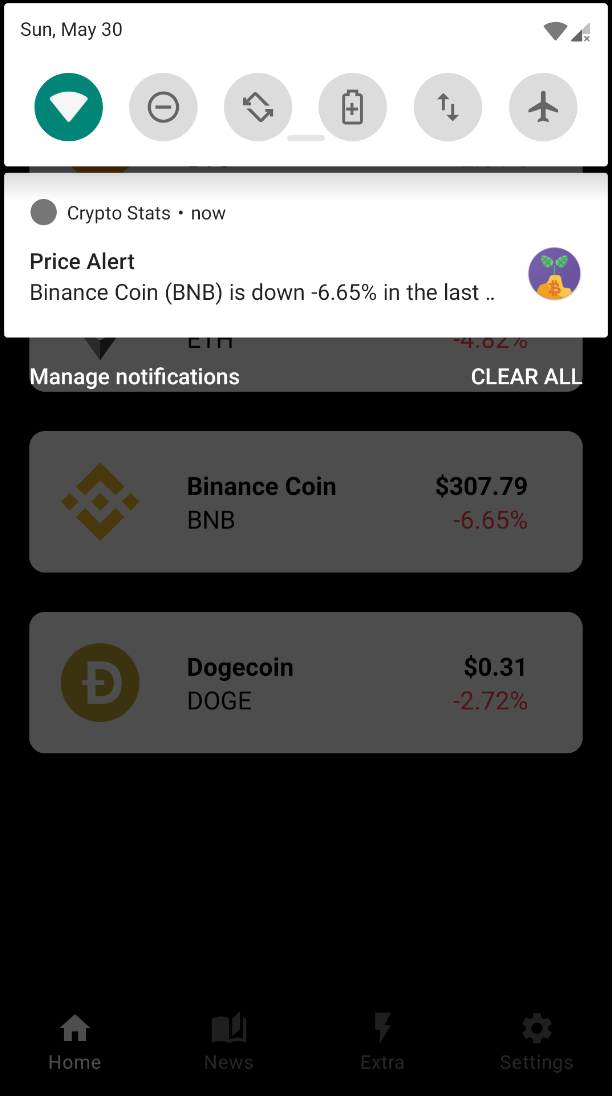 Sun, May 30
Crypto Stats • now
Price Alert
Binance Coin (BNB) is down -6.65% in the last ..
ETH
-4.82%
Manage notifications
CLEAR ALL
Binance Coin
$307.79
BNB
-6.65%
Dogecoin
$0.31
DOGE
-2.72%
Home
News
Extra
Settings